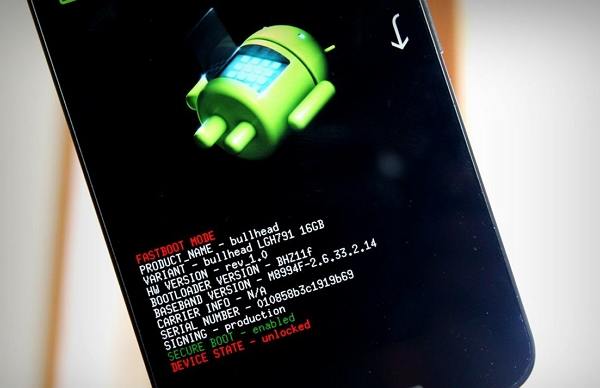 FASTBOOT MODE
PRODUCT_NAME - bullhead
VARIANT - bullhead LGH791 16GB
HW VERSION - rev_1.0
BOOTLOADER VERSION - BHZ11f
BASEBAND VERSION - M8994F-2.6.33.2.14
CARRIER INFO - N/A
SERIAL NUMBER - 010858b3c1919b69
SIGNING - production
SECURE BOOT - enabled
DEVICE STATE - unlocked